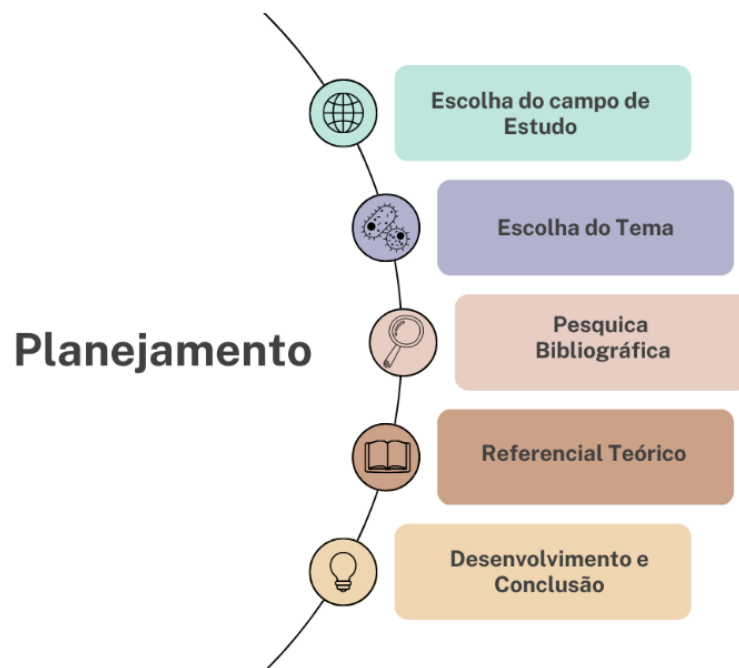 Escolha do campo de
Estudo
Escolha do Tema
Planejamento
Pesquica
Bibliográfica
Referencial Teórico
Desenvolvimento e
Conclusão